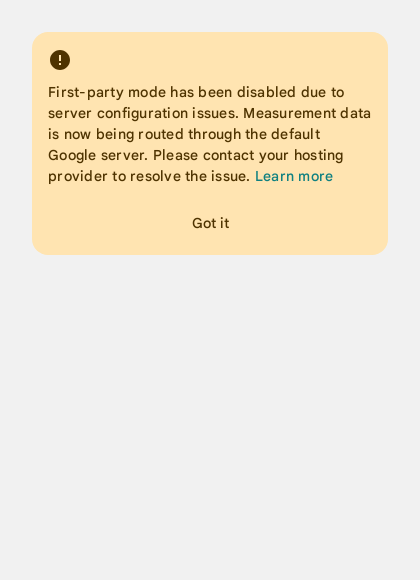 First-party mode has been disabled due to
server configuration issues. Measurement data
is now being routed through the default
Google server. Please contact your hosting
provider to resolve the issue. Learn more
Got it